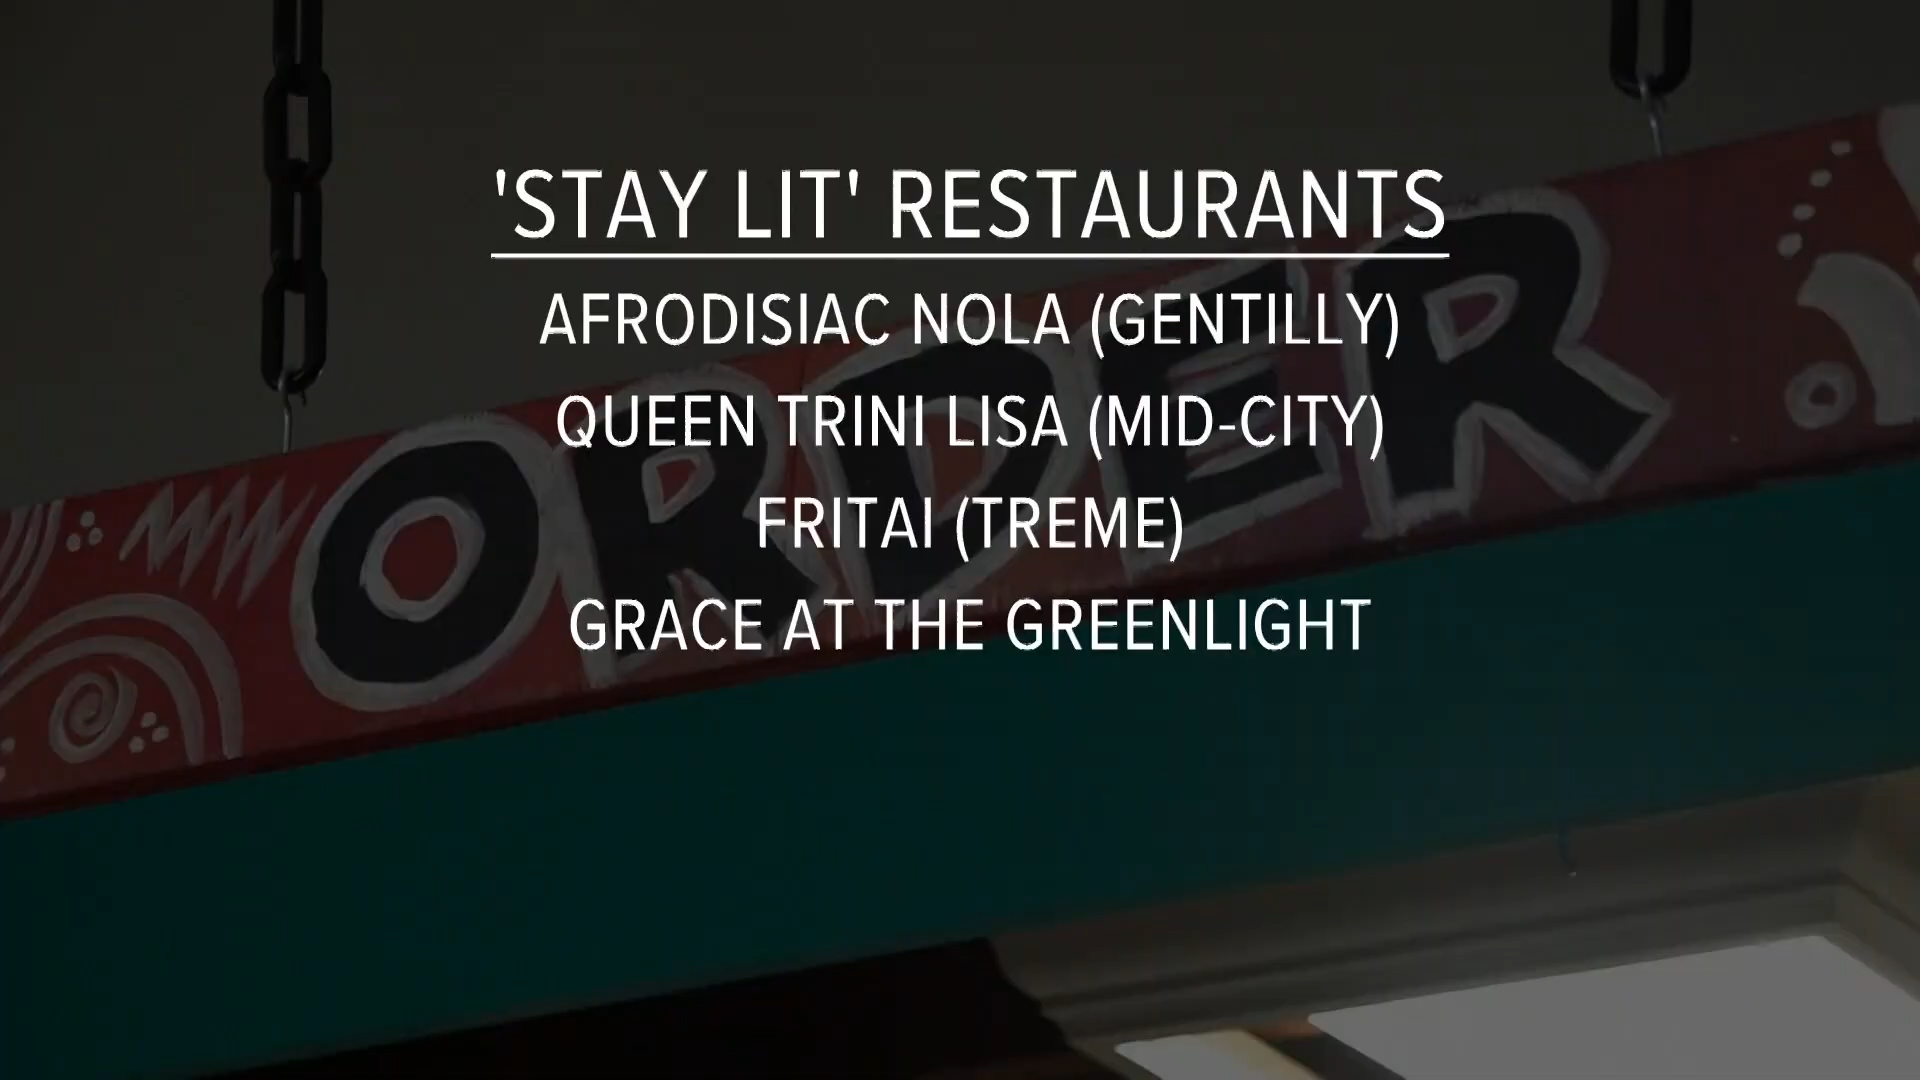 'STAY LIT' RESTAURANTS
AFRODISIAC NOLA (GENTILLY)
QUEEN TRINI LISA (MID-CITY)
FRITAI (TREME)
GRACE AT THE GREENLIGHT
ORDER